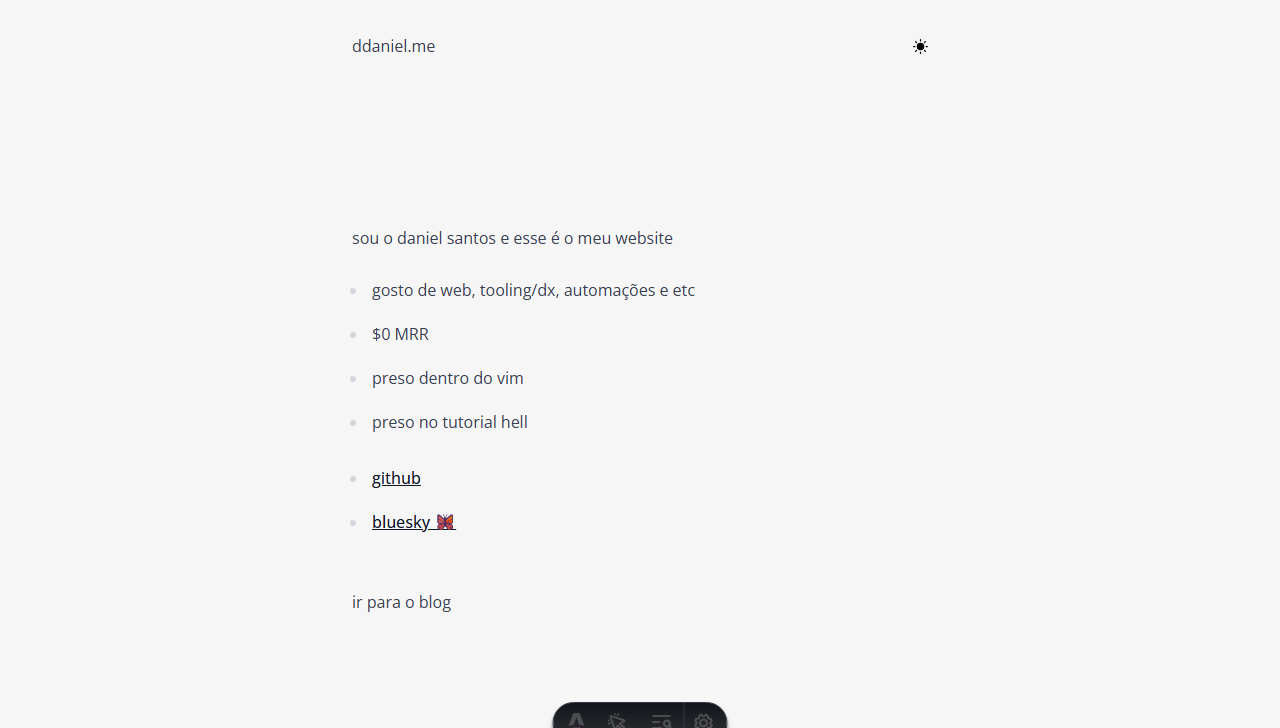 ddaniel.me
sou o daniel santos e esse é o meu website
gosto de web, tooling/dx, automações e etc
$0 MRR
preso dentro do vim
preso no tutorial hell
github
bluesky 🦋
ir para o blog